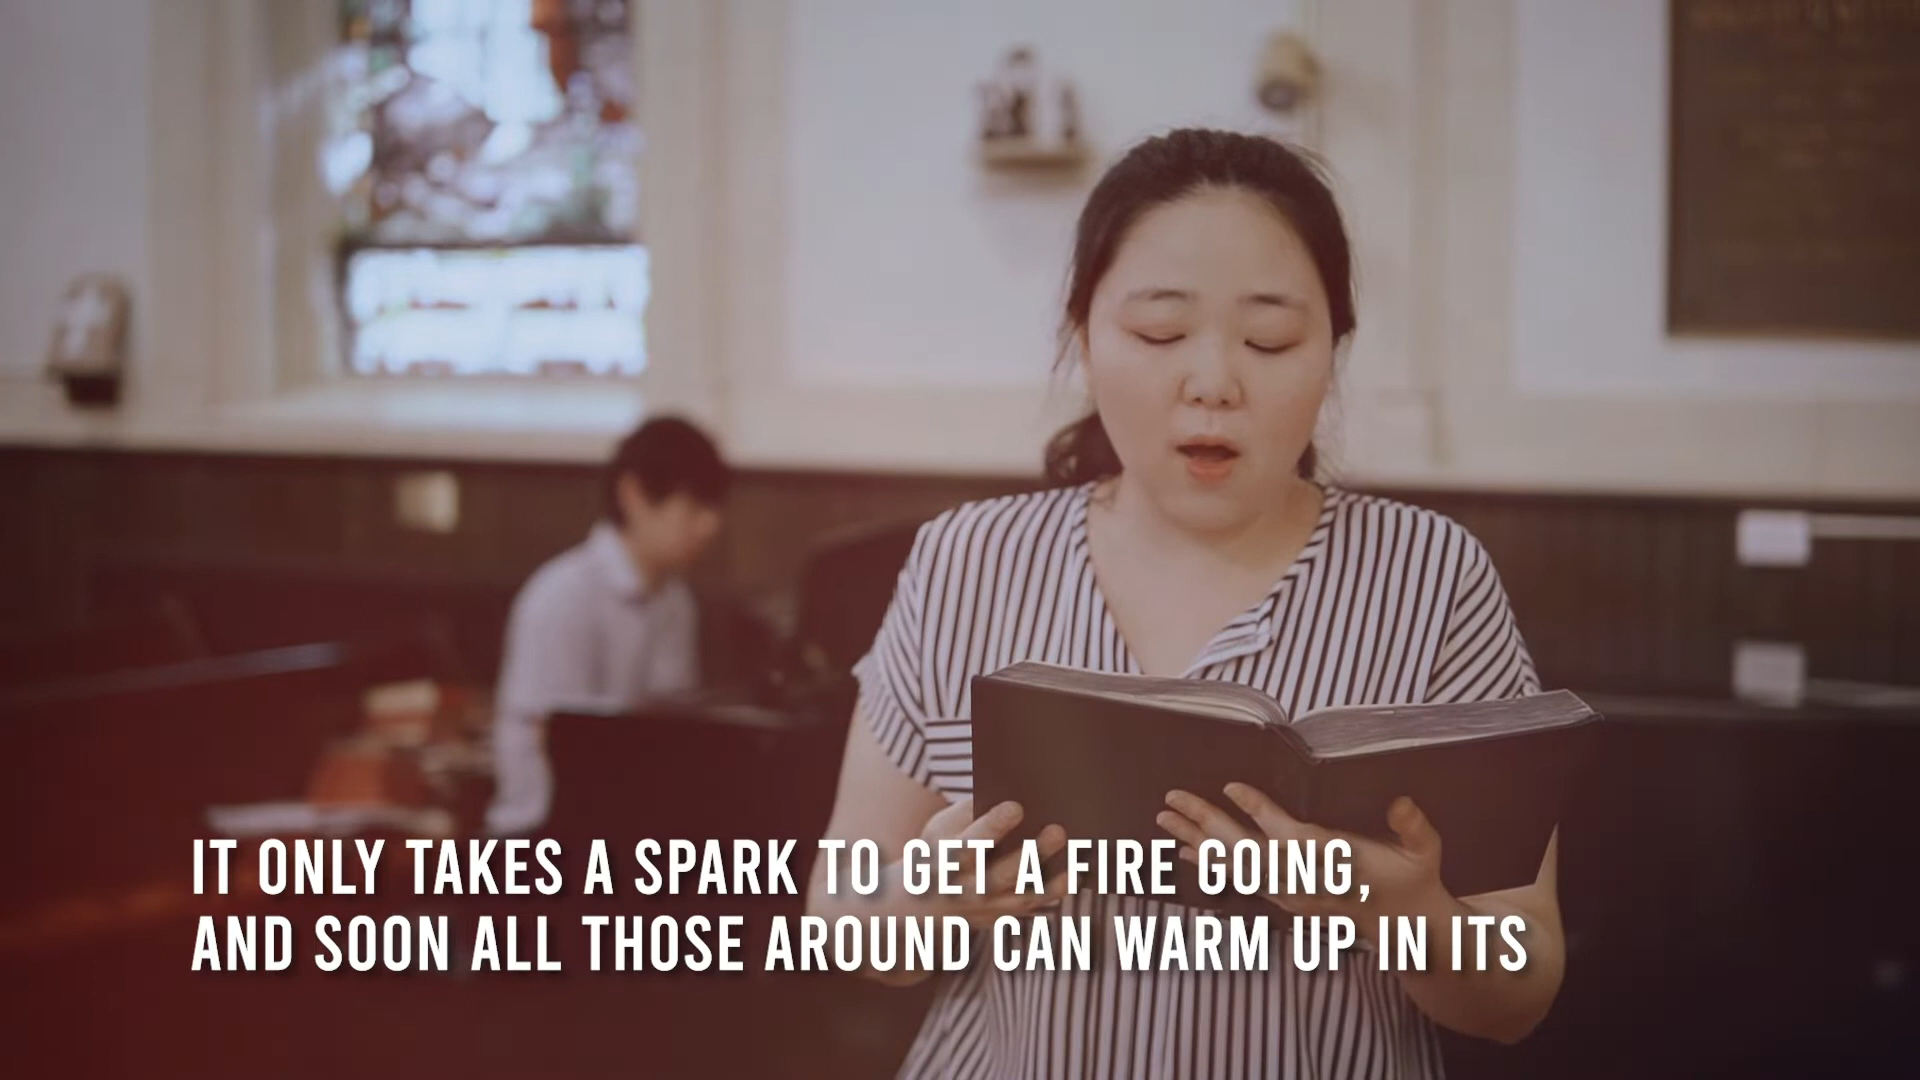 IT ONLY TAKES A SPARK TO GET A FIRE GOING,
AND SOON ALL THOSE AROUND CAN WARM UP IN ITS